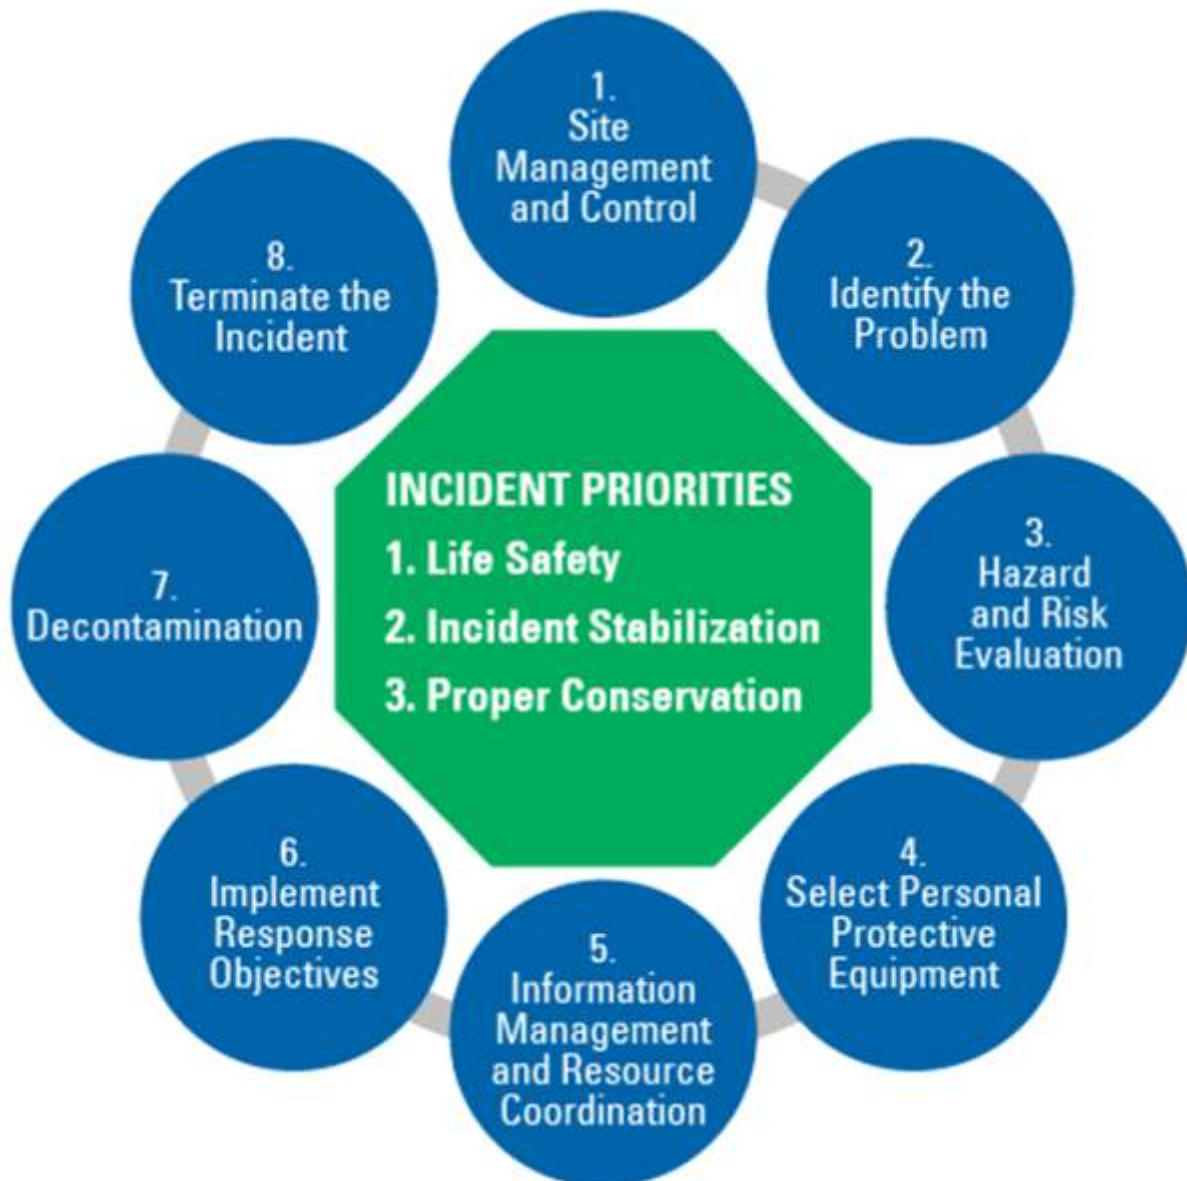 1.
Site
Management
and Control
2.
Identify the
Problem
3.
Hazard
and Risk
Evaluation
4.
Select Personal
Protective
Equipment
5.
Information
Management
and Resource
Coordination
6.
Implement
Response
Objectives
7.
Decontamination
8.
Terminate the
Incident
INCIDENT PRIORITIES
1. Life Safety
2. Incident Stabilization
3. Proper Conservation